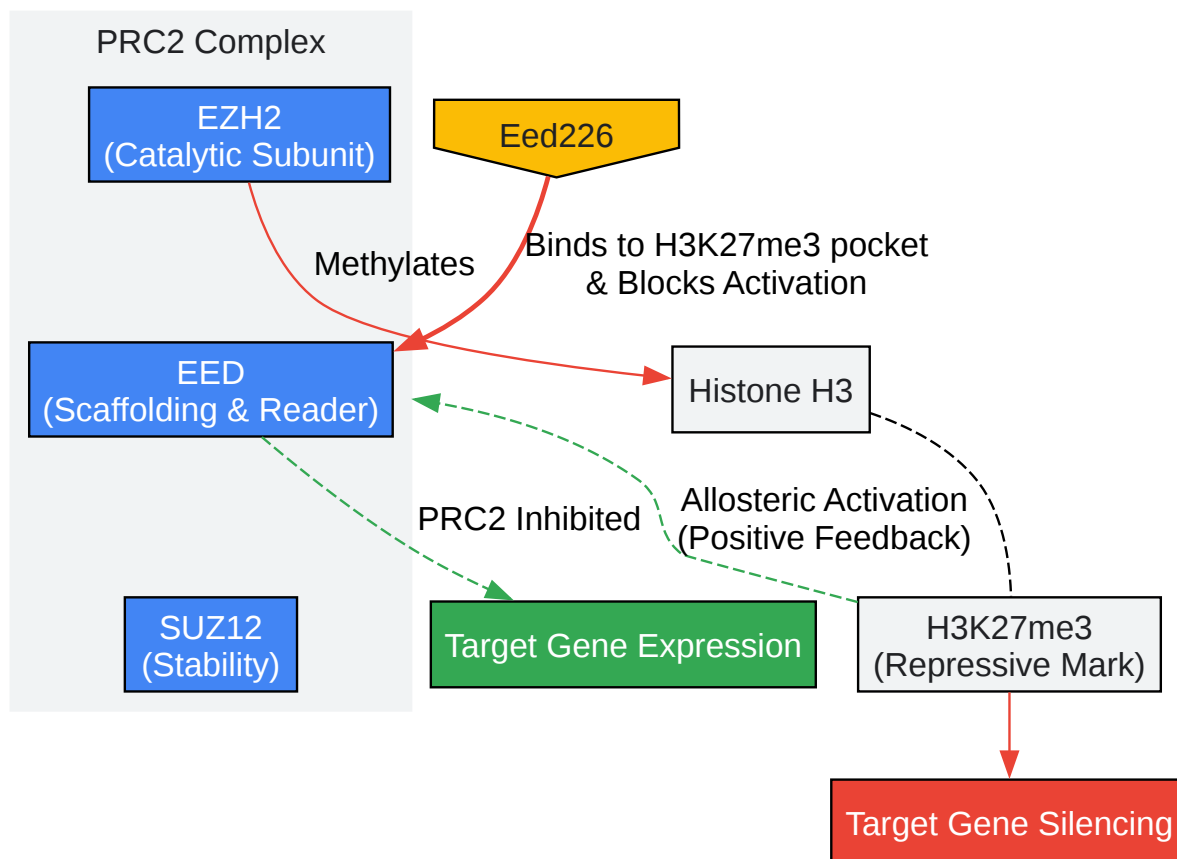 PRC2 Complex
EZH2
(Catalytic Subunit)
Eed226
Methylates
Binds to H3K27me3 pocket
& Blocks Activation
EED
(Scaffolding & Reader)
Histone H3
PRC2 Inhibited
Allosteric Activation
(Positive Feedback)
SUZ12
(Stability)
Target Gene Expression
H3K27me3
(Repressive Mark)
Target Gene Silencing